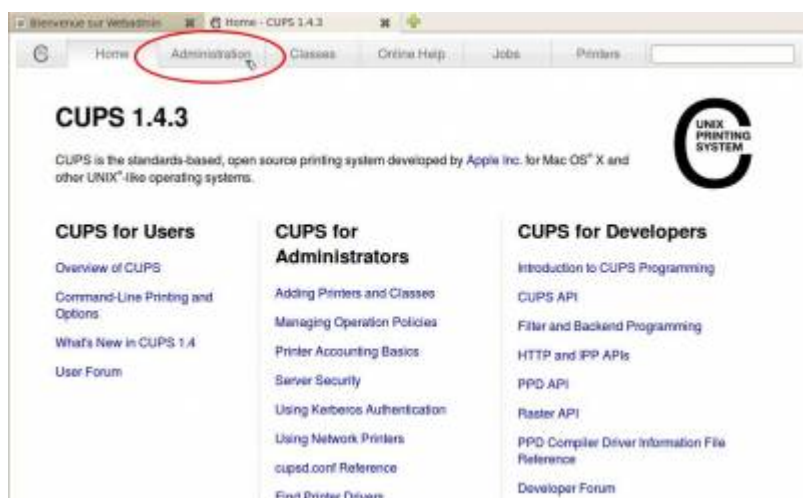 Bienvenue sur Webadmin
Home - CUPS 1.4.3
Home
Administration
Classes
Online Help
Jobs
Printers
CUPS 1.4.3
UNIX
PRINTING
SYSTEM
CUPS is the standards-based, open source printing system developed by Apple Inc. for Mac OS® X and
other UNIX®-like operating systems.
CUPS for Users
Overview of CUPS
Command-Line Printing and
Options
What's New in CUPS 1.4
User Forum
CUPS for
Administrators
Adding Printers and Classes
Managing Operation Policies
Printer Accounting Basics
Server Security
Using Kerberos Authentication
Using Network Printers
cupsd.conf Reference
Find Printer Drivers
CUPS for Developers
Introduction to CUPS Programming
CUPS API
Filter and Backend Programming
HTTP and IPP APIs
PPD API
Raster API
PPD Compiler Driver Information File
Reference
Developer Forum